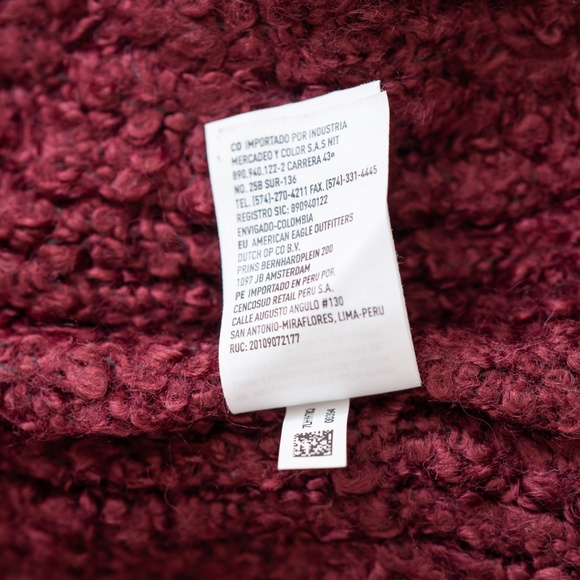 CO IMPORTADO POR INDUSTRIA
MERCADEO Y COLOR S.A.S NIT
890.940.122-2 CARRERA 43ª
NO. 25B SUR-136
TEL. (574)-270-4211 FAX. (574)-331-4445
REGISTRO SIC: 890940122
ENVIGADO-COLOMBIA
EU AMERICAN EAGLE OUTFITTERS
DUTCH OP CO B.V.
PRINS BERNHARDPLEIN 200
1097 JB AMSTERDAM
PE IMPORTADO EN PERU POR
CENCOSUD RETAIL PERU S.A.
CALLE AUGUSTO ANGULO #130
SAN ANTONIO-MIRAFLORES, LIMA-PERU
RUC: 20109072177
00394